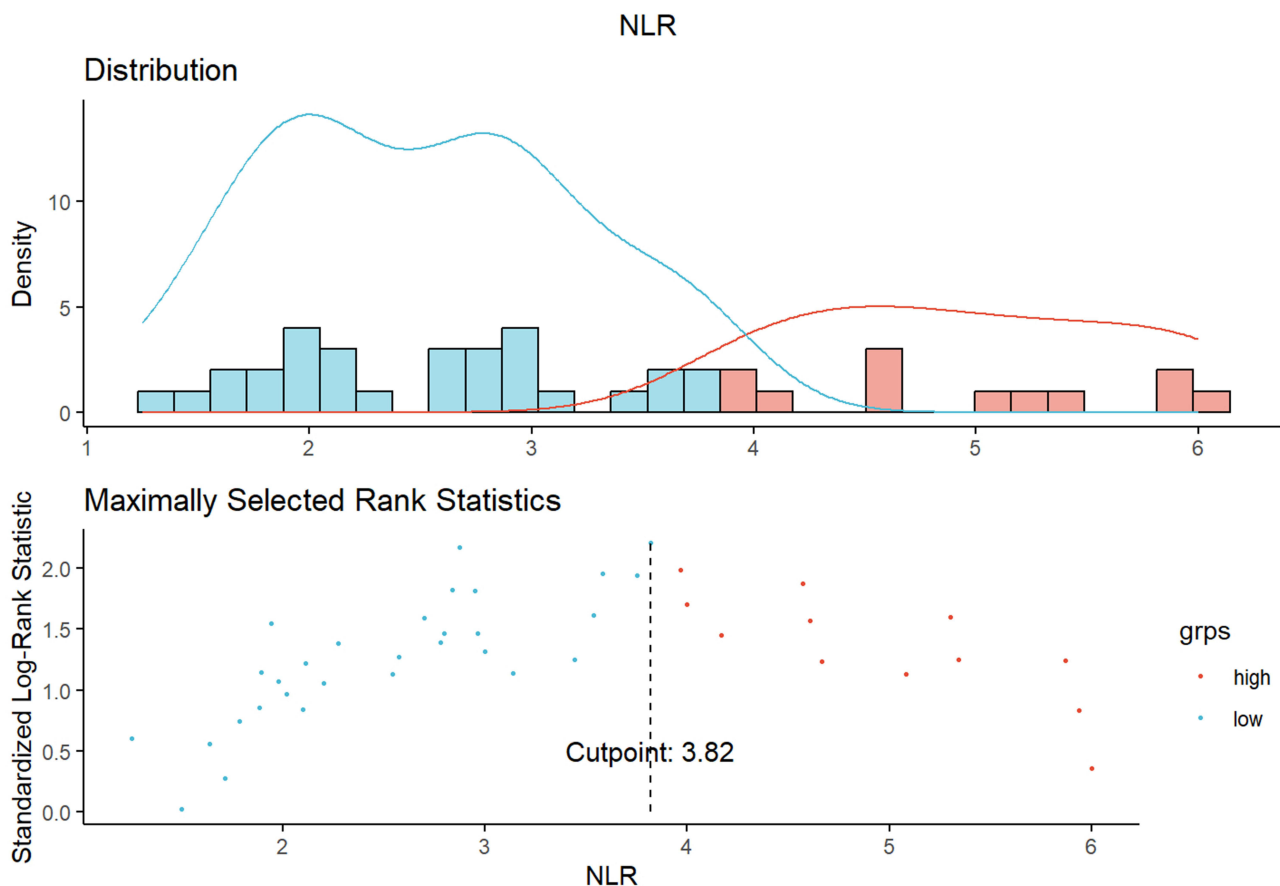 NLR
Distribution
Density
10
5
0
1 2 3 4 5 6
Maximally Selected Rank Statistics
Standardized Log-Rank Statistic
2.0
1.5
1.0
0.5
0.0
Cutpoint: 3.82
2 3 4 5 6
NLR
grps
high
low